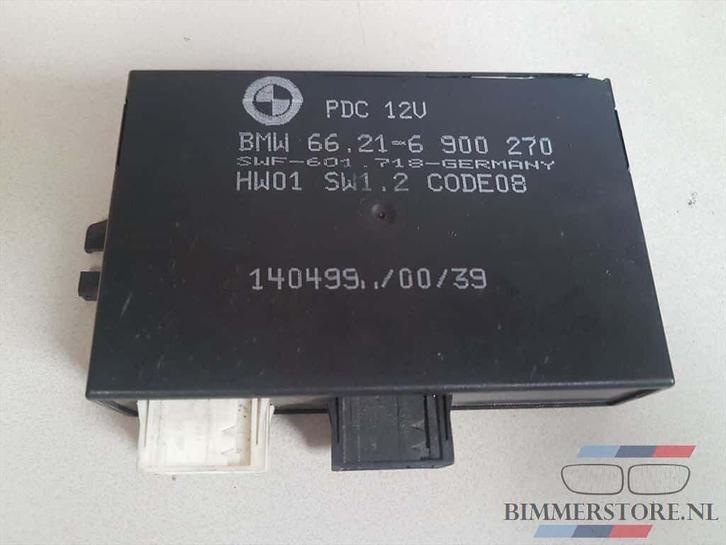 PDC 12V
BMW 66.21-6 900 270
SWF-601.718-GERMANY
HW01 SW1.2 CODE08
140499,,/00/39
BIMMERSTORE.NL